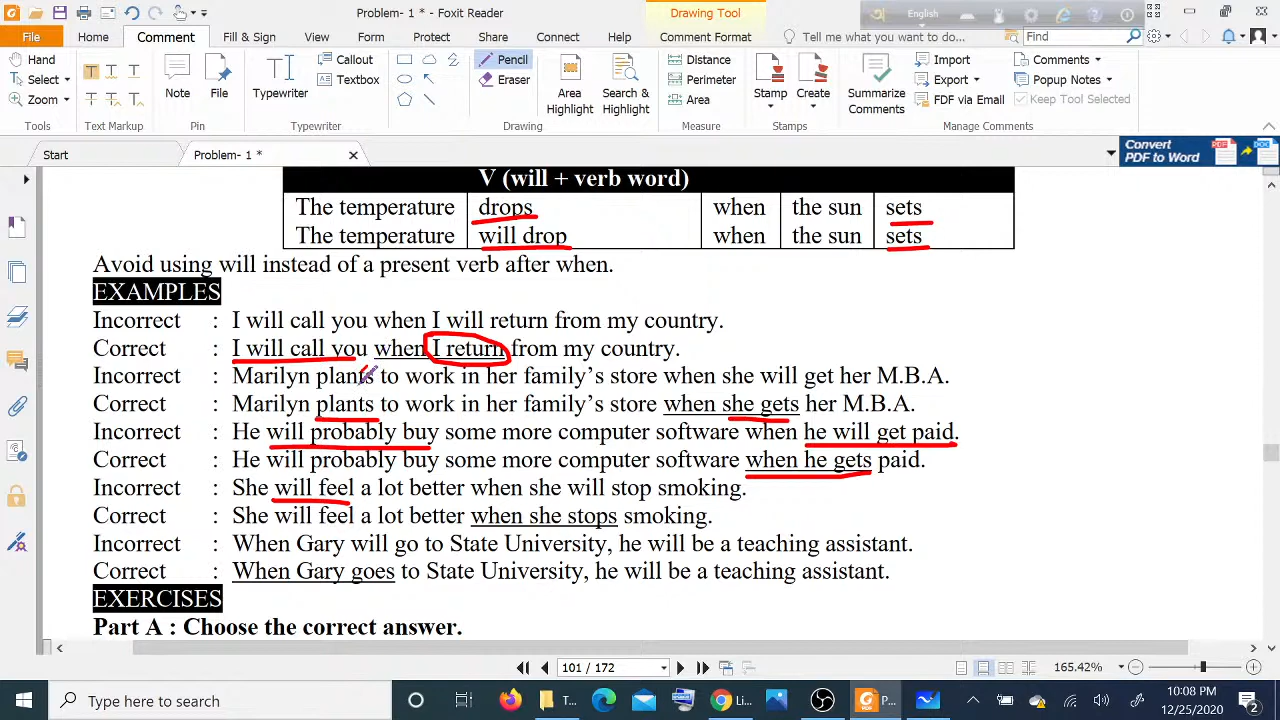 Problem- 1 * - Foxit Reader
Drawing Tool
English
File
Home
Comment
Fill & Sign
View
Form
Protect
Share
Connect
Help
Comment Format
Tell me what you want to do...
Find
Hand
Select
Zoom
Tools
Text Markup
Note
File
Pin
Typewriter
Callout
Textbox
Typewriter
Pencil
Eraser
Drawing
Area Highlight
Search & Highlight
Distance
Perimeter
Area
Measure
Stamp
Create
Stamps
Summarize Comments
Import
Export
FDF via Email
Comments
Popup Notes
Keep Tool Selected
Manage Comments
Start
Problem- 1 *
Convert
PDF to Word
V (will + verb word)
The temperature drops when the sun sets
The temperature will drop when the sun sets
Avoid using will instead of a present verb after when.
EXAMPLES
Incorrect : I will call you when I will return from my country.
Correct : I will call you when I return from my country.
Incorrect : Marilyn plants to work in her family’s store when she will get her M.B.A.
Correct : Marilyn plants to work in her family’s store when she gets her M.B.A.
Incorrect : He will probably buy some more computer software when he will get paid.
Correct : He will probably buy some more computer software when he gets paid.
Incorrect : She will feel a lot better when she will stop smoking.
Correct : She will feel a lot better when she stops smoking.
Incorrect : When Gary will go to State University, he will be a teaching assistant.
Correct : When Gary goes to State University, he will be a teaching assistant.
EXERCISES
Part A : Choose the correct answer.
101 / 172
165.42%
Type here to search
T...
Li...
P...
10:08 PM
12/25/2020
2